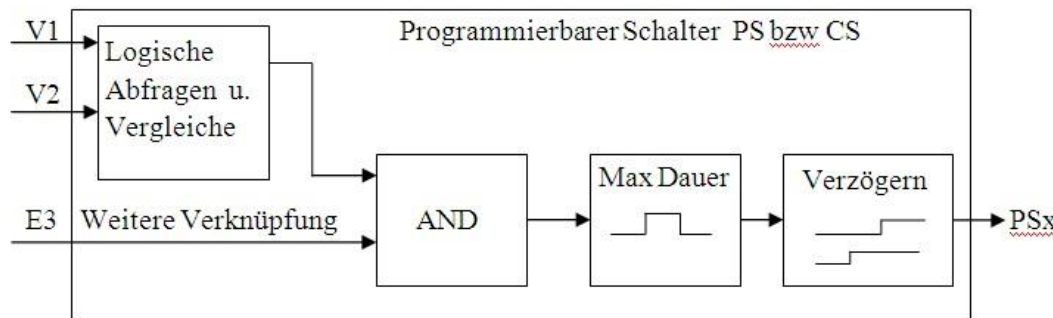 Programmierbarer Schalter PS bzw CS
V1
V2
Logische
Abfragen u.
Vergleiche
E3 Weitere Verknüpfung
AND
Max Dauer
Verzögern
PSx